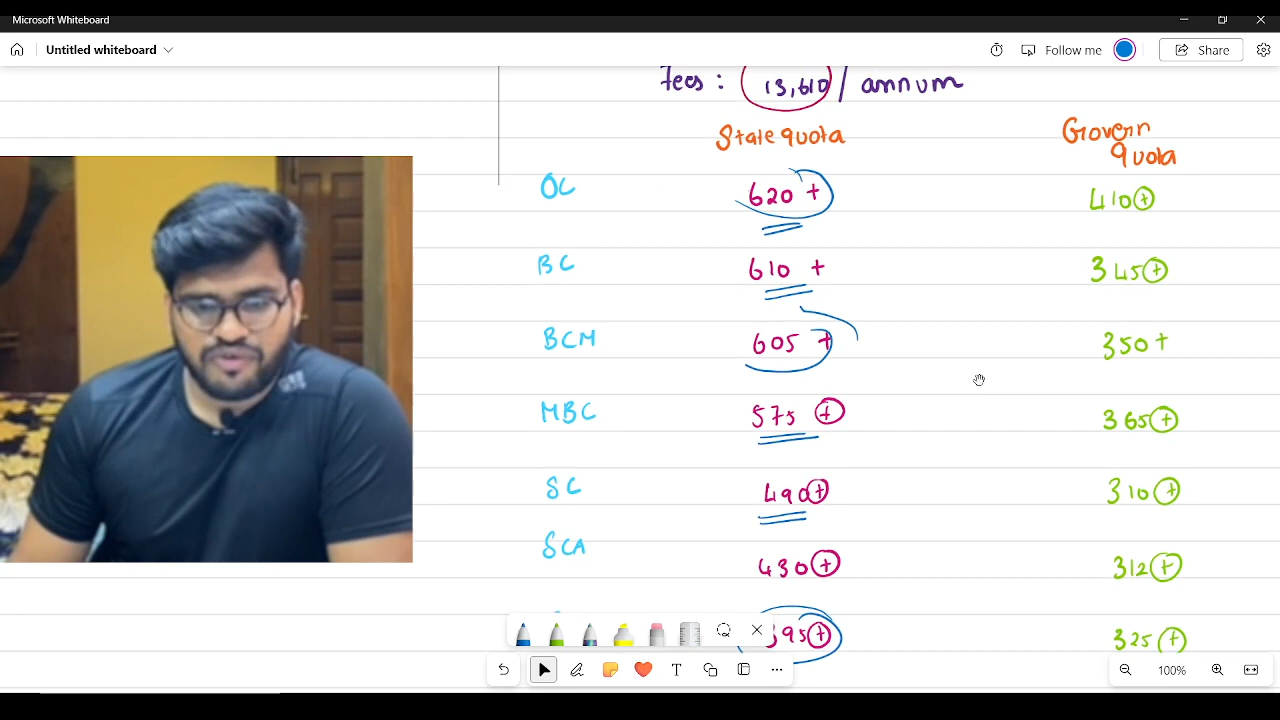 Microsoft Whiteboard
Untitled whiteboard
Follow me
Share
Fees : 13,610 / annum
State quota
Govern quota
OC 620 + 410 +
BC 610 + 345 +
BCM 605 + 350 +
MBC 575 + 365 +
SC 490 + 310 +
SCA 430 + 312 +
95 + 325 +
100%